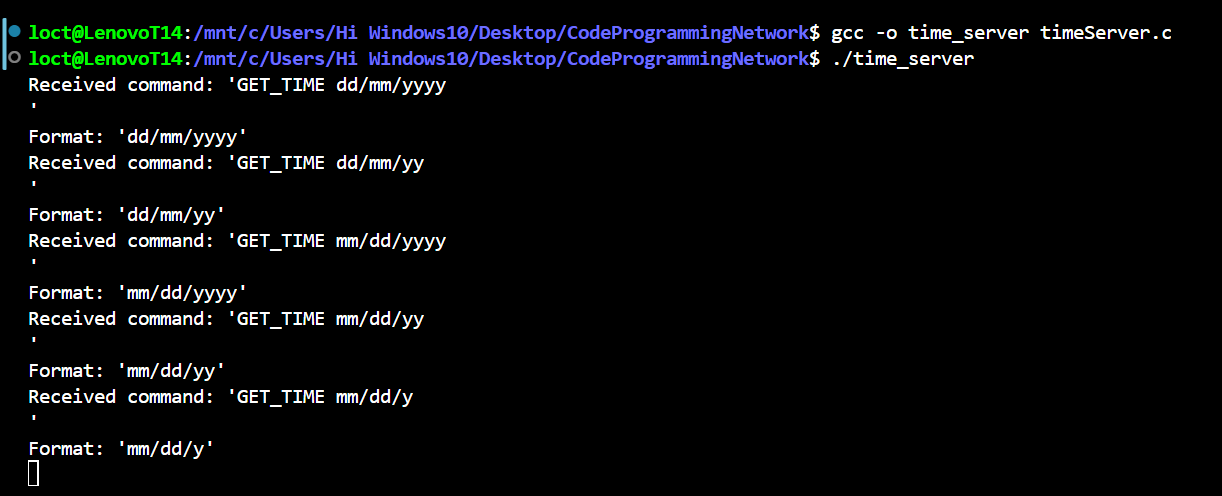 loct@LenovoT14:/mnt/c/Users/Hi Windows10/Desktop/CodeProgrammingNetwork$ gcc -o time_server timeServer.c
loct@LenovoT14:/mnt/c/Users/Hi Windows10/Desktop/CodeProgrammingNetwork$ ./time_server
Received command: 'GET_TIME dd/mm/yyyy
'
Format: 'dd/mm/yyyy'
Received command: 'GET_TIME dd/mm/yy
'
Format: 'dd/mm/yy'
Received command: 'GET_TIME mm/dd/yyyy
'
Format: 'mm/dd/yyyy'
Received command: 'GET_TIME mm/dd/yy
'
Format: 'mm/dd/yy'
Received command: 'GET_TIME mm/dd/y
'
Format: 'mm/dd/y'